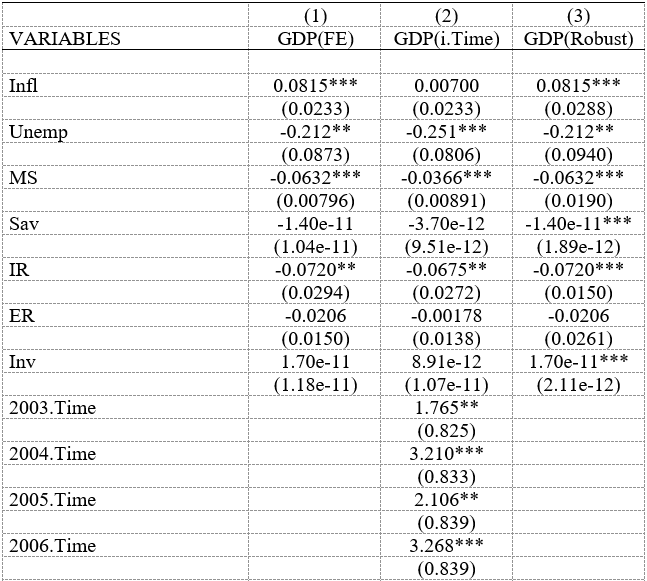 (1) (2) (3)
VARIABLES GDP(FE) GDP(i.Time) GDP(Robust)
Infl 0.0815*** 0.00700 0.0815***
(0.0233) (0.0233) (0.0288)
Unemp -0.212** -0.251*** -0.212**
(0.0873) (0.0806) (0.0940)
MS -0.0632*** -0.0366*** -0.0632***
(0.00796) (0.00891) (0.0190)
Sav -1.40e-11 -3.70e-12 -1.40e-11***
(1.04e-11) (9.51e-12) (1.89e-12)
IR -0.0720** -0.0675** -0.0720***
(0.0294) (0.0272) (0.0150)
ER -0.0206 -0.00178 -0.0206
(0.0150) (0.0138) (0.0261)
Inv 1.70e-11 8.91e-12 1.70e-11***
(1.18e-11) (1.07e-11) (2.11e-12)
2003.Time 1.765**
(0.825)
2004.Time 3.210***
(0.833)
2005.Time 2.106**
(0.839)
2006.Time 3.268***
(0.839)